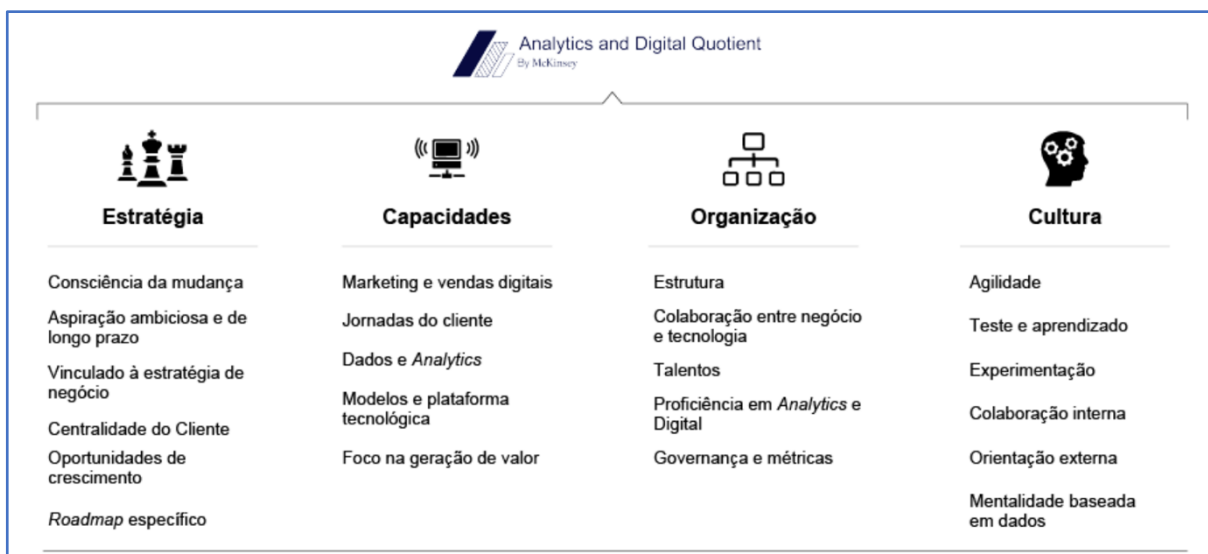 Analytics and Digital Quotient
By McKinsey
Estratégia
Consciência da mudança
Aspiração ambiciosa e de
longo prazo
Vinculado à estratégia de
negócio
Centralidade do Cliente
Oportunidades de
crescimento
Roadmap específico
Capacidades
Marketing e vendas digitais
Jornadas do cliente
Dados e Analytics
Modelos e plataforma
tecnológica
Foco na geração de valor
Organização
Estrutura
Colaboração entre negócio
e tecnologia
Talentos
Proficiência em Analytics e
Digital
Governança e métricas
Cultura
Agilidade
Teste e aprendizado
Experimentação
Colaboração interna
Orientação externa
Mentalidade baseada
em dados